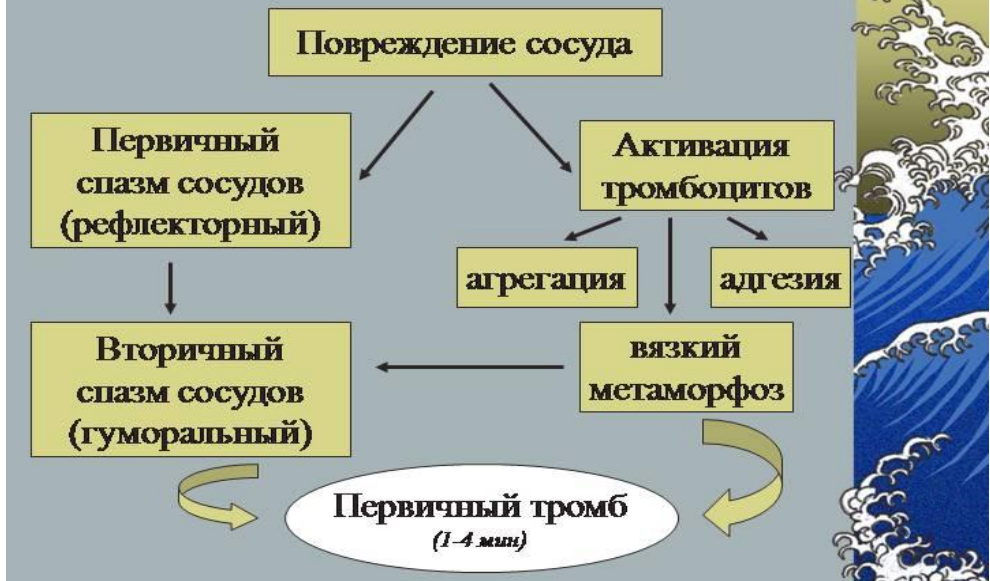 Повреждение сосуда
Первичный
спазм сосудов
(рефлекторный)
Активация
тромбоцитов
агрегация
адгезия
Вторичный
спазм сосудов
(гуморальный)
вязкий
метаморфоз
Первичный тромб
(1-4 мин)